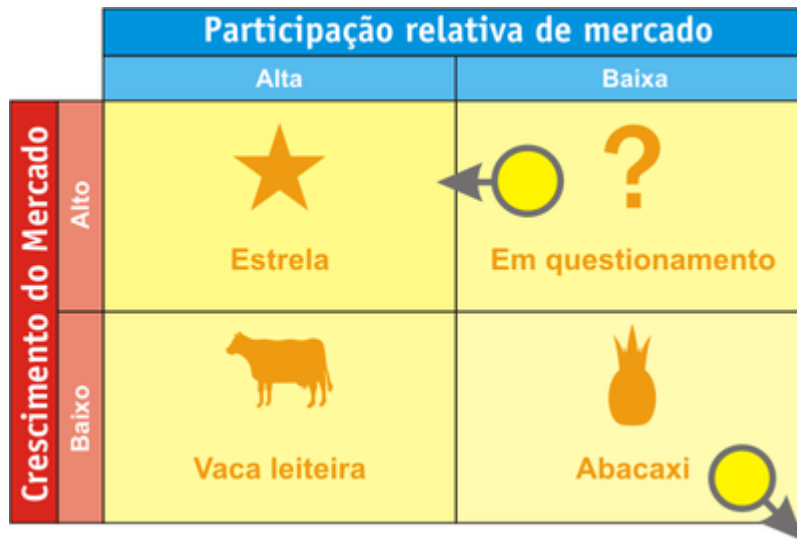 Participação relativa de mercado
Alta
Baixa
Crescimento do Mercado
Alto
?
Estrela
Em questionamento
Baixo
Vaca leiteira
Abacaxi